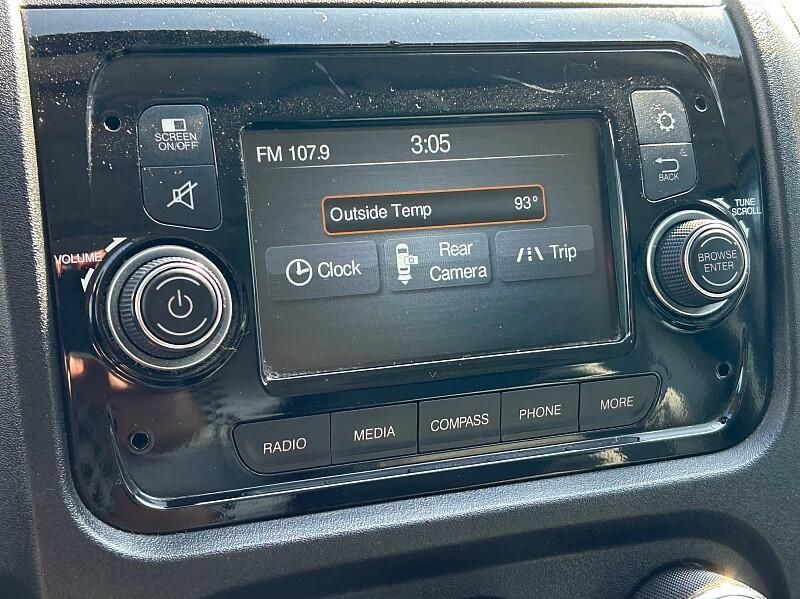 SCREEN
ON/OFF
FM 107.9
3:05
BACK
TUNE
SCROLL
Outside Temp 93°
VOLUME
Clock
Rear
Camera
Trip
BROWSE
ENTER
RADIO
MEDIA
COMPASS
PHONE
MORE